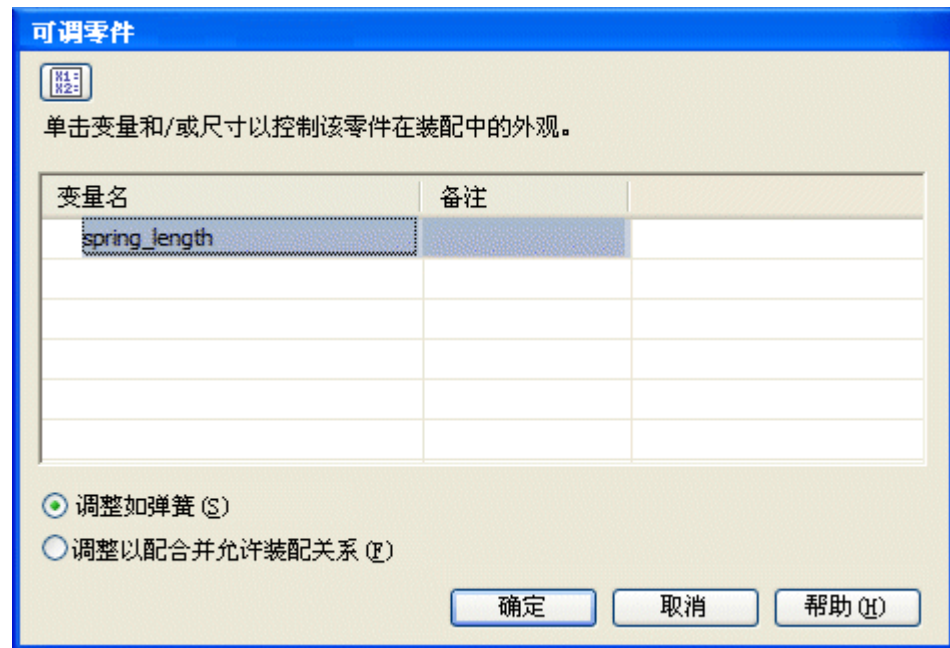 可调零件
X1=
X2=
单击变量和/或尺寸以控制该零件在装配中的外观。
变量名 备注
spring_length
调整如弹簧(S)
调整以配合并允许装配关系(F)
确定 取消 帮助(H)